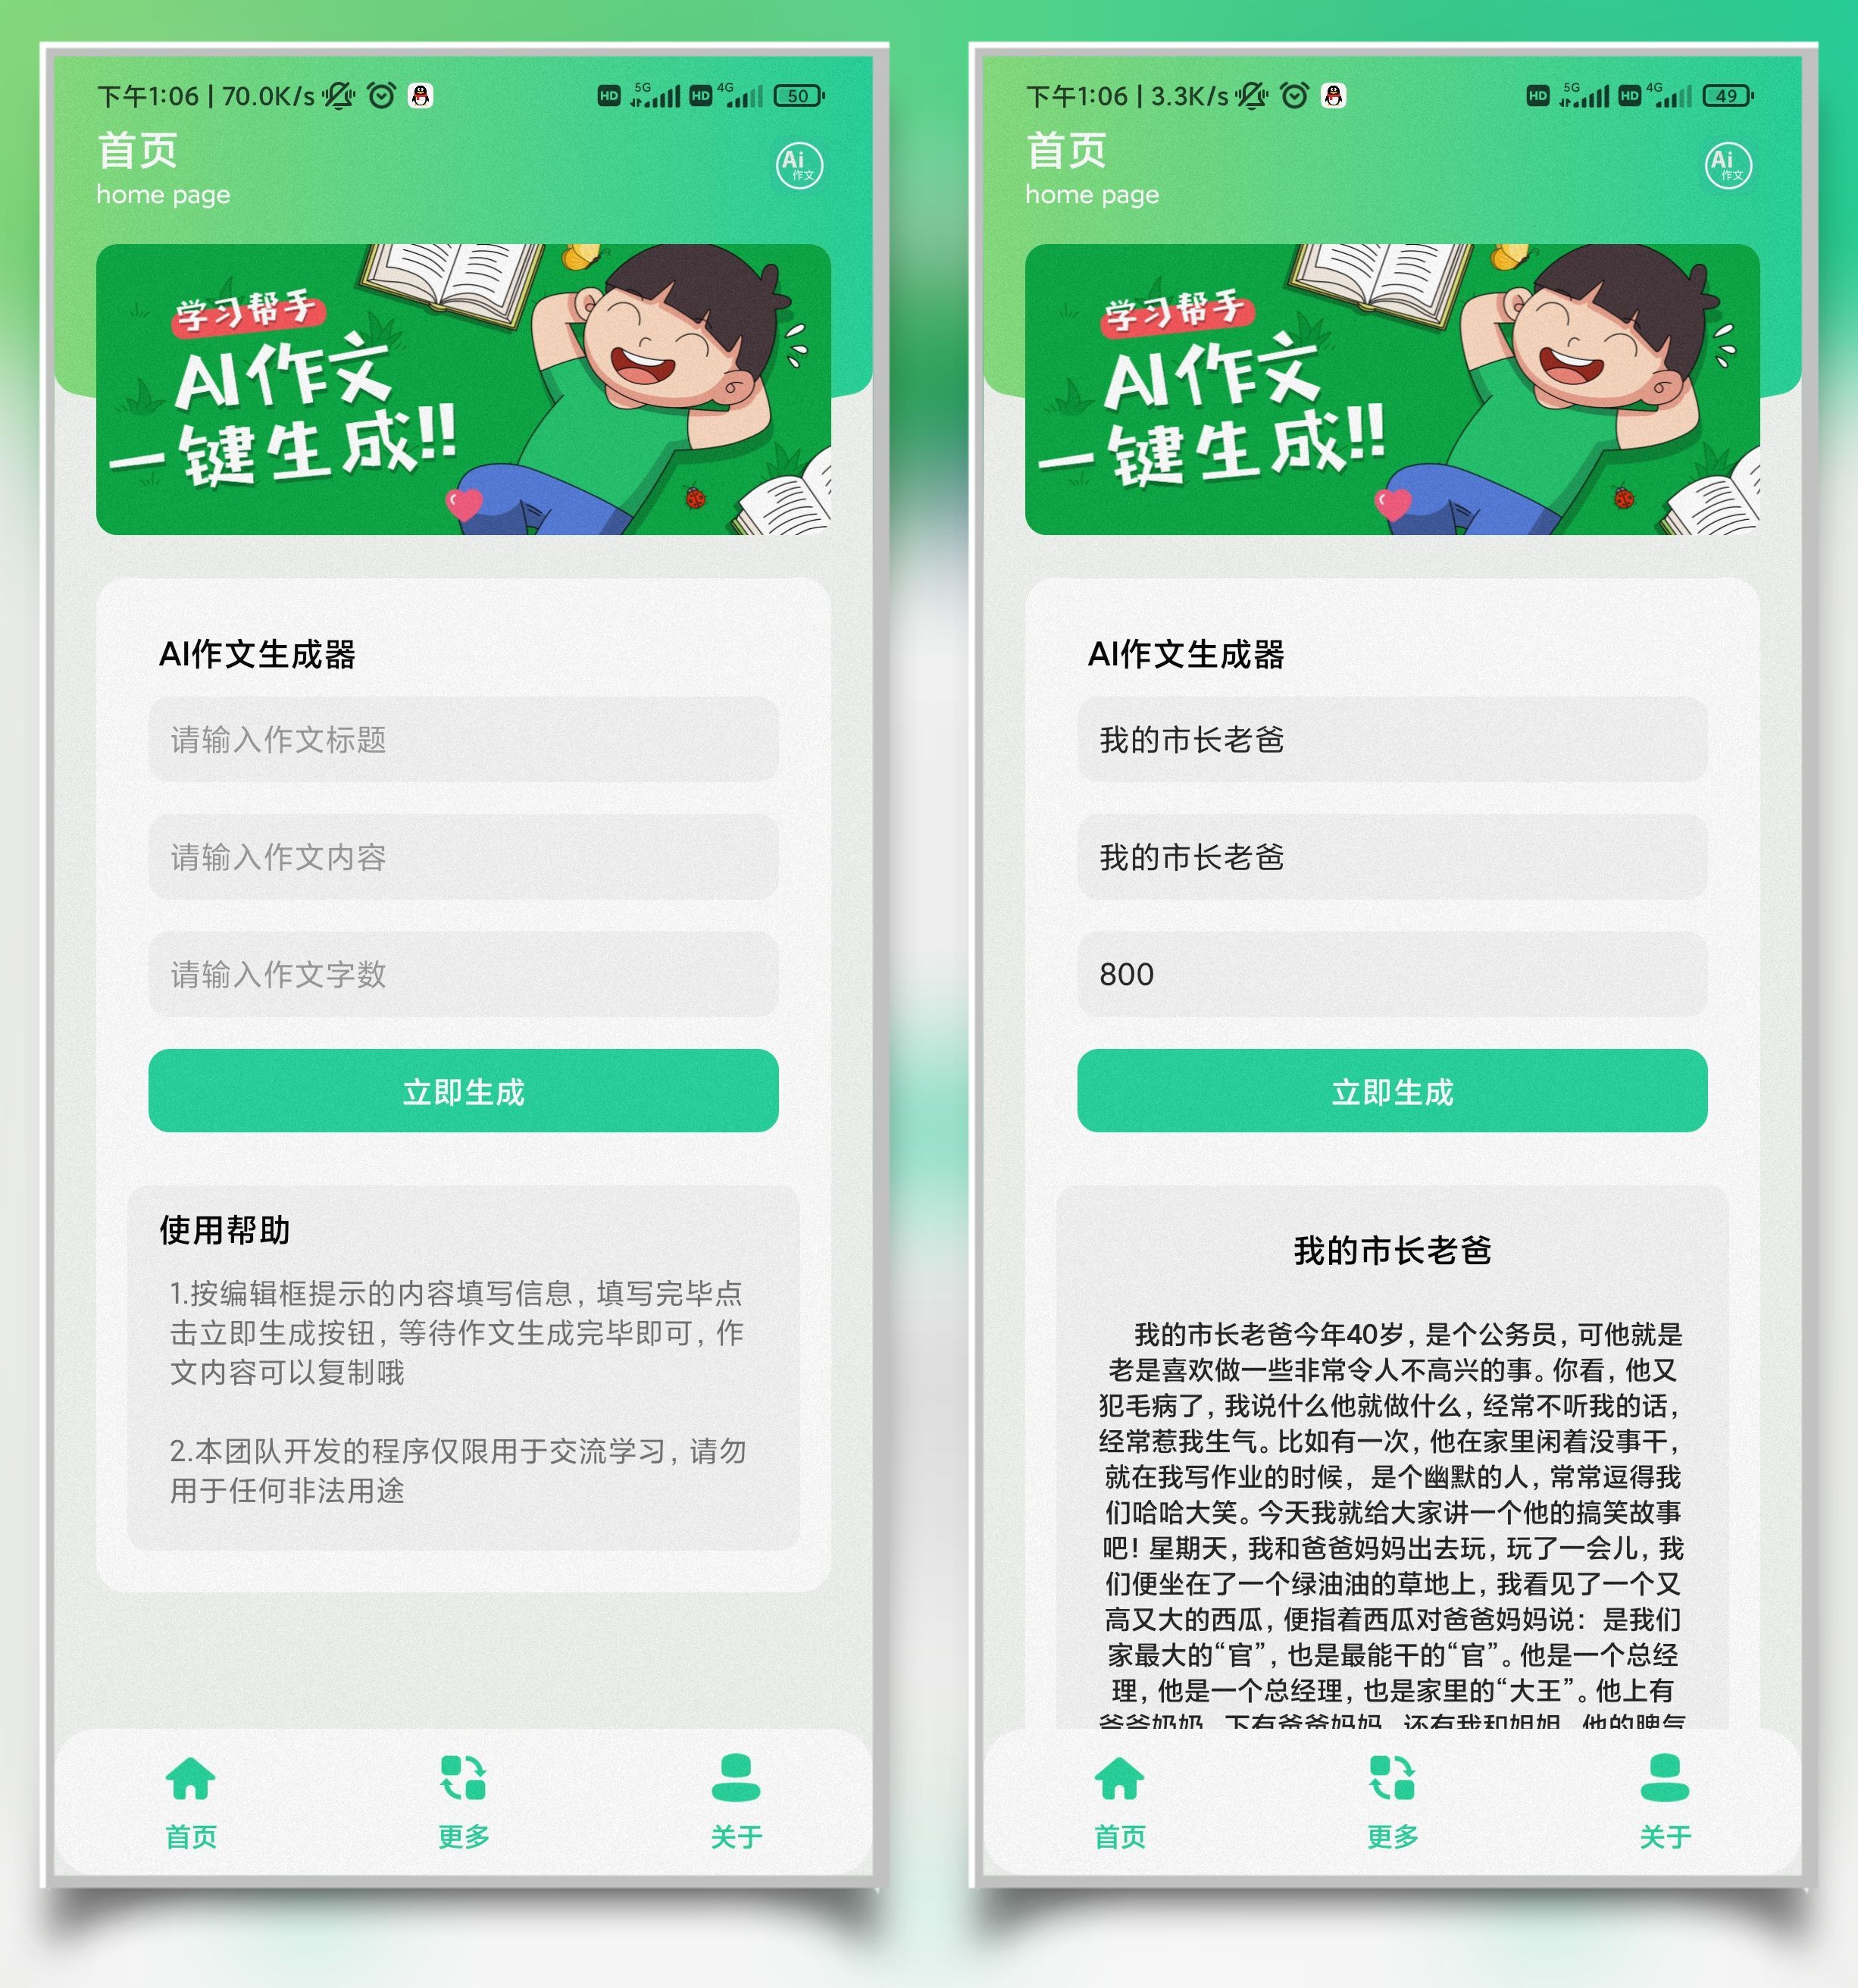 下午1:06 | 70.0K/s
HD 5G HD 4G 50
首页
home page
Ai
作文
学习帮手
AI作文
一键生成!!
AI作文生成器
请输入作文标题
请输入作文内容
请输入作文字数
立即生成
使用帮助
1.按编辑框提示的内容填写信息，填写完毕点
击立即生成按钮，等待作文生成完毕即可，作
文内容可以复制哦
2.本团队开发的程序仅限用于交流学习，请勿
用于任何非法用途
首页
更多
关于
下午1:06 | 3.3K/s
HD 5G HD 4G 49
首页
home page
Ai
作文
学习帮手
AI作文
一键生成!!
AI作文生成器
我的市长老爸
我的市长老爸
800
立即生成
我的市长老爸
我的市长老爸今年40岁，是个公务员，可他就是
老是喜欢做一些非常令人不高兴的事。你看，他又
犯毛病了，我说什么他就做什么，经常不听我的话，
经常惹我生气。比如有一次，他在家里闲着没事干，
就在我写作业的时候，是个幽默的人，常常逗得我
们哈哈大笑。今天我就给大家讲一个他的搞笑故事
吧！星期天，我和爸爸妈妈出去玩，玩了一会儿，我
们便坐在了一个绿油油的草地上，我看见了一个又
高又大的西瓜，便指着西瓜对爸爸妈妈说：是我们
家最大的“官”，也是最能干的“官”。他是一个总经
理，他是一个总经理，也是家里的“大王”。他上有
爷爷奶奶，下有爸爸妈妈，还有我和姐姐，他的脾气
首页
更多
关于